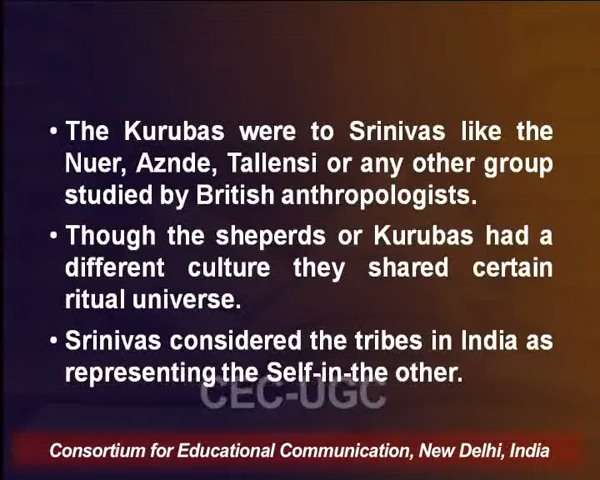 • The Kurubas were to Srinivas like the
Nuer, Aznde, Tallensi or any other group
studied by British anthropologists.
• Though the sheperds or Kurubas had a
different culture they shared certain
ritual universe.
• Srinivas considered the tribes in India as
representing the Self-in-the other.
CEC-UGC
Consortium for Educational Communication, New Delhi, India